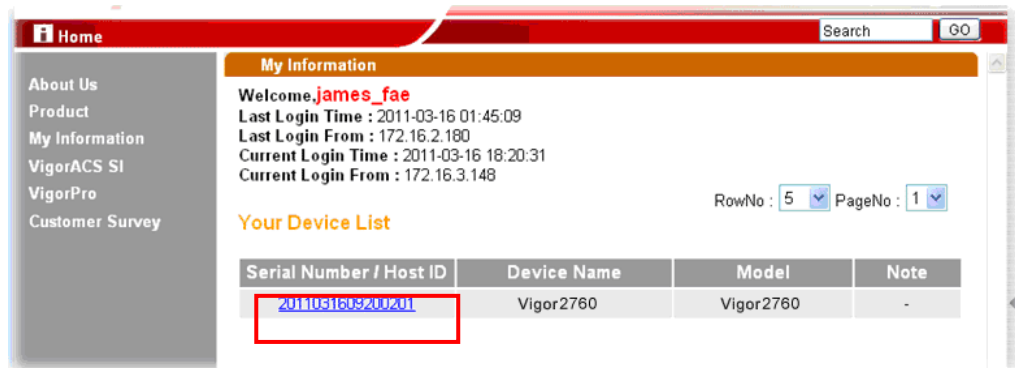 Home
Search GO
About Us
Product
My Information
VigorACS SI
VigorPro
Customer Survey
My Information
Welcome,james_fae
Last Login Time : 2011-03-16 01:45:09
Last Login From : 172.16.2.180
Current Login Time : 2011-03-16 18:20:31
Current Login From : 172.16.3.148
RowNo : 5 PageNo : 1
Your Device List
Serial Number / Host ID Device Name Model Note
2011031609200201 Vigor2760 Vigor2760 -